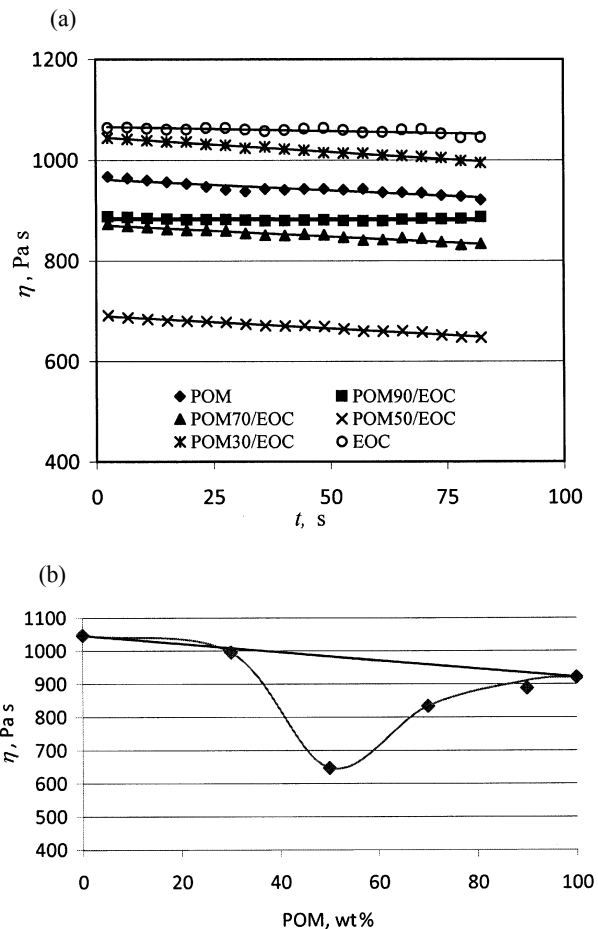 (a)
1200
1000
800
600
400
η, Pa s
POM
POM90/EOC
POM70/EOC
POM50/EOC
POM30/EOC
EOC
0 25 50 75 100
t, s
(b)
1100
1000
900
800
700
600
500
400
η, Pa s
0 20 40 60 80 100
POM, wt%